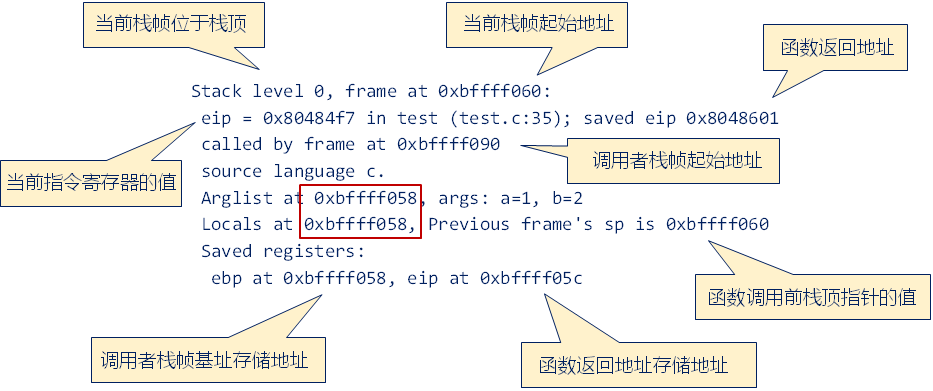 当前栈帧位于栈顶
当前栈帧起始地址
函数返回地址
Stack level 0, frame at 0xbffff060:
eip = 0x80484f7 in test (test.c:35); saved eip 0x8048601
called by frame at 0xbffff090
调用者栈帧起始地址
source language c.
当前指令寄存器的值
Arglist at 0xbffff058, args: a=1, b=2
Locals at 0xbffff058, Previous frame's sp is 0xbffff060
Saved registers:
ebp at 0xbffff058, eip at 0xbffff05c
函数调用前栈顶指针的值
调用者栈帧基址存储地址
函数返回地址存储地址